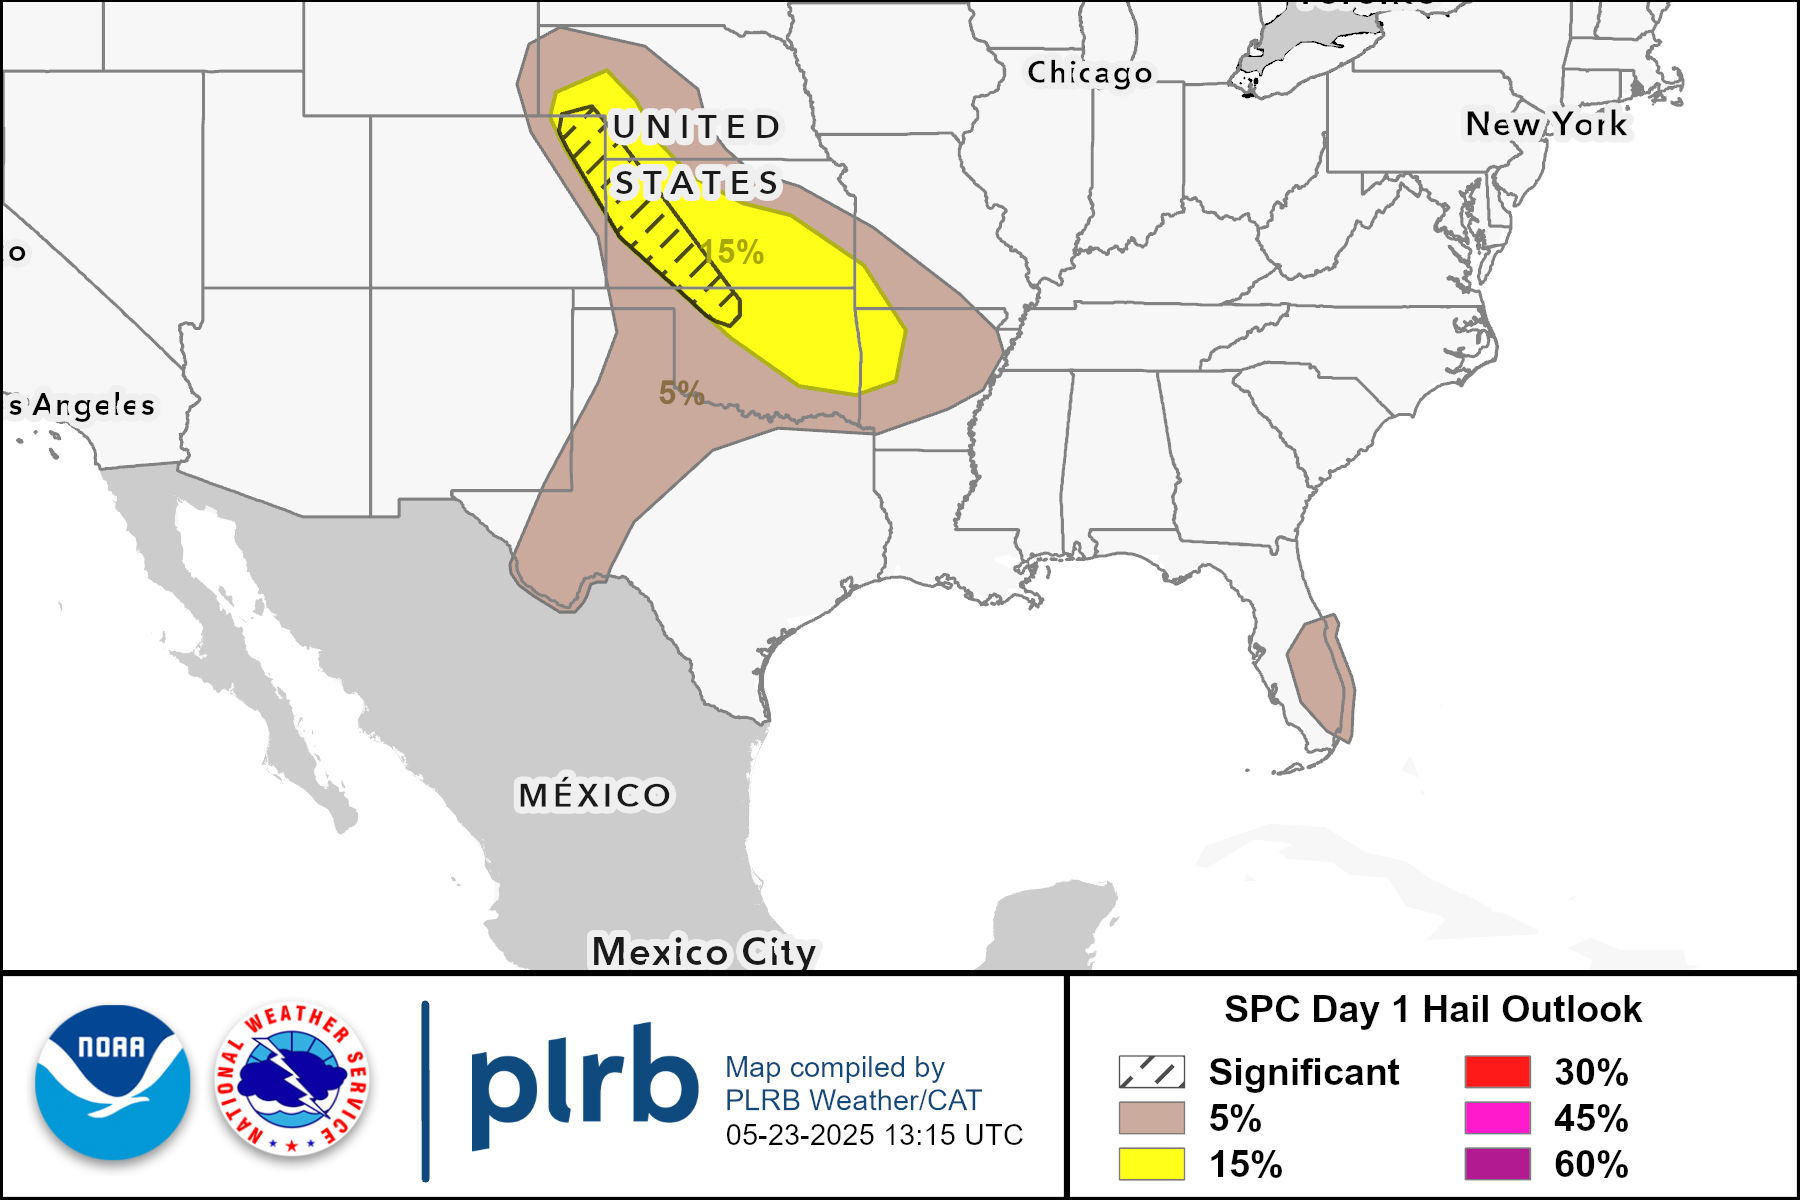 Chicago
UNITED
STATES
New York
15%
o
s Angeles
5%
MÉXICO
Mexico City
NOAA
NATIONAL WEATHER SERVICE
plrb
Map compiled by
PLRB Weather/CAT
05-23-2025 13:15 UTC
SPC Day 1 Hail Outlook
Significant
5%
15%
30%
45%
60%